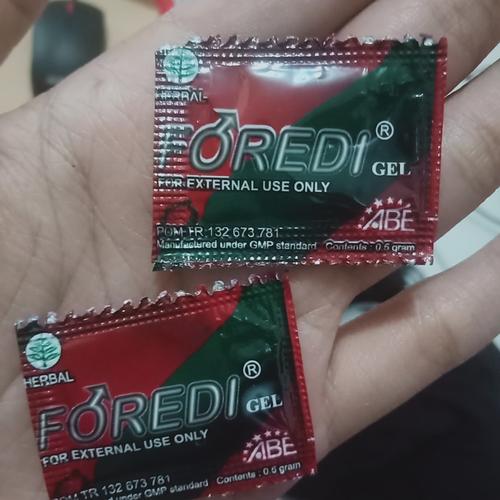 HERBAL
FOREDI®
GEL
FOR EXTERNAL USE ONLY
ABE
POM TR 132 673 781
Manufactured under GMP standard Contents : 0.6 gram
HERBAL
FOREDI®
GEL
FOR EXTERNAL USE ONLY
ABE
TR 132 673 781
under GMP standard Contents : 0.6 gram